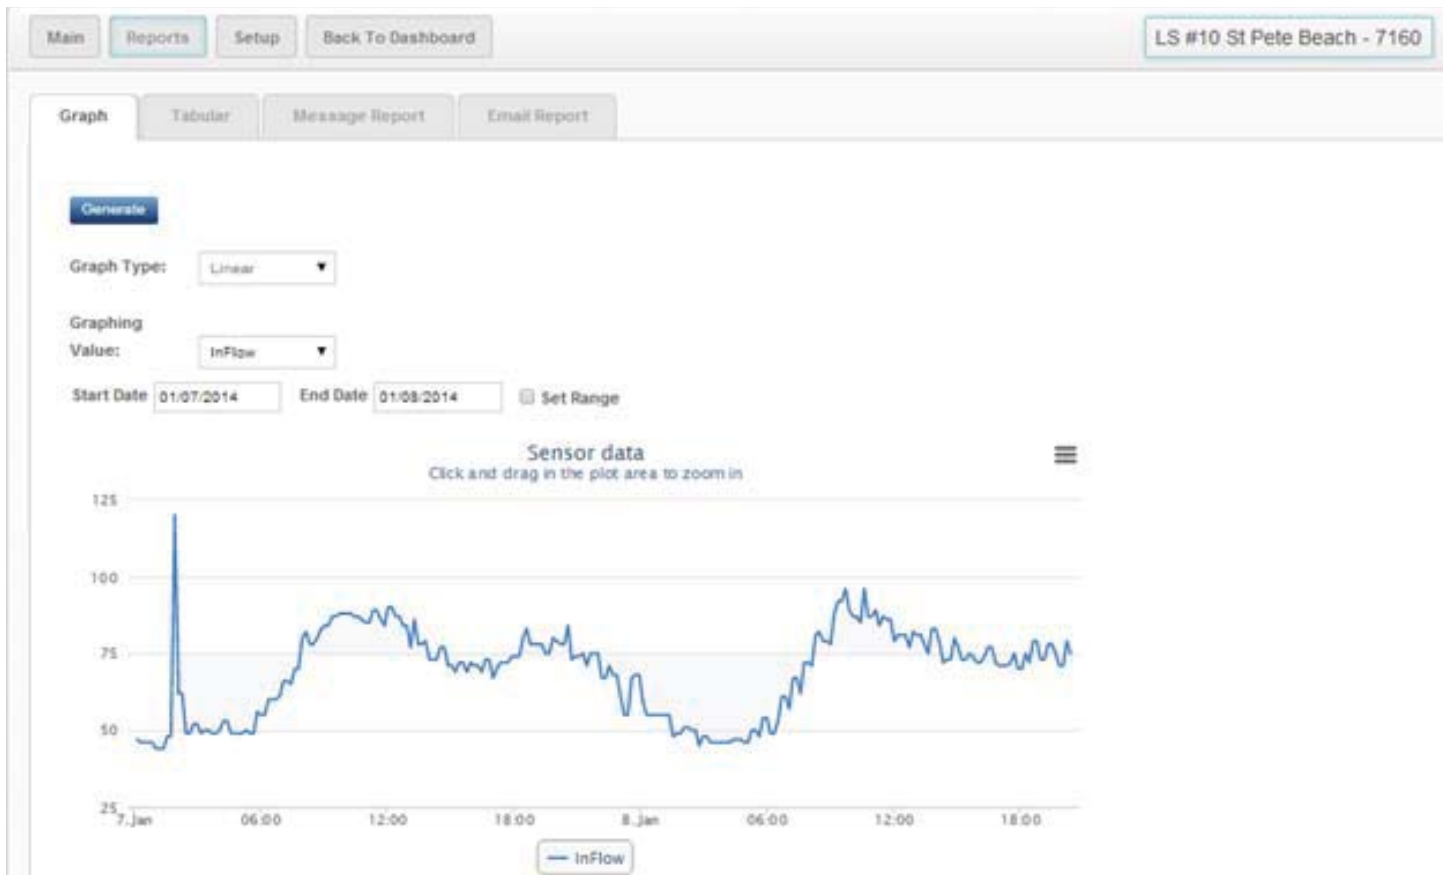 Main Reports Setup Back To Dashboard LS #10 St Pete Beach - 7160
Graph Tabular Message Report Email Report
Generate
Graph Type: Linear
Graphing
Value: InFlow
Start Date 01/07/2014 End Date 01/08/2014 Set Range
Sensor data
Click and drag in the plot area to zoom in
125
100
75
50
25
7. Jan 06:00 12:00 18:00 8. Jan 06:00 12:00 18:00
InFlow